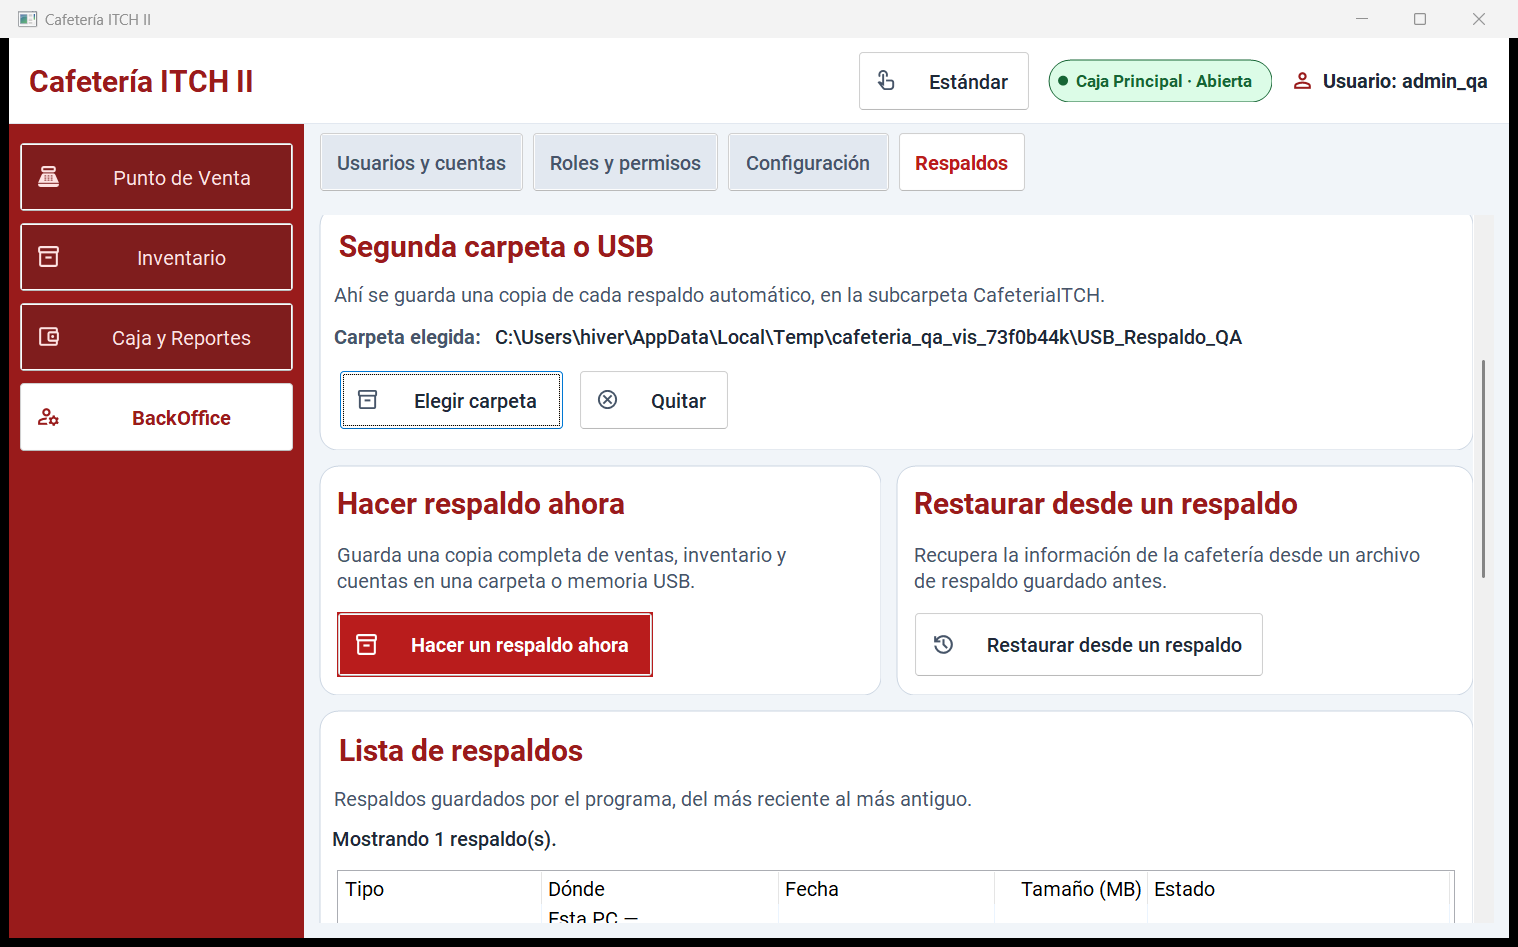 Cafetería ITCH II
Cafetería ITCH II
Estándar
Caja Principal · Abierta
Usuario: admin_qa
Punto de Venta
Inventario
Caja y Reportes
BackOffice
Usuarios y cuentas
Roles y permisos
Configuración
Respaldos
Segunda carpeta o USB
Ahí se guarda una copia de cada respaldo automático, en la subcarpeta CafeteriaITCH.
Carpeta elegida: C:\Users\hiver\AppData\Local\Temp\cafeteria_qa_vis_73f0b44k\USB_Respaldo_QA
Elegir carpeta
Quitar
Hacer respaldo ahora
Guarda una copia completa de ventas, inventario y
cuentas en una carpeta o memoria USB.
Hacer un respaldo ahora
Restaurar desde un respaldo
Recupera la información de la cafetería desde un archivo
de respaldo guardado antes.
Restaurar desde un respaldo
Lista de respaldos
Respaldos guardados por el programa, del más reciente al más antiguo.
Mostrando 1 respaldo(s).
Tipo
Dónde
Fecha
Tamaño (MB)
Estado
Esta PC —